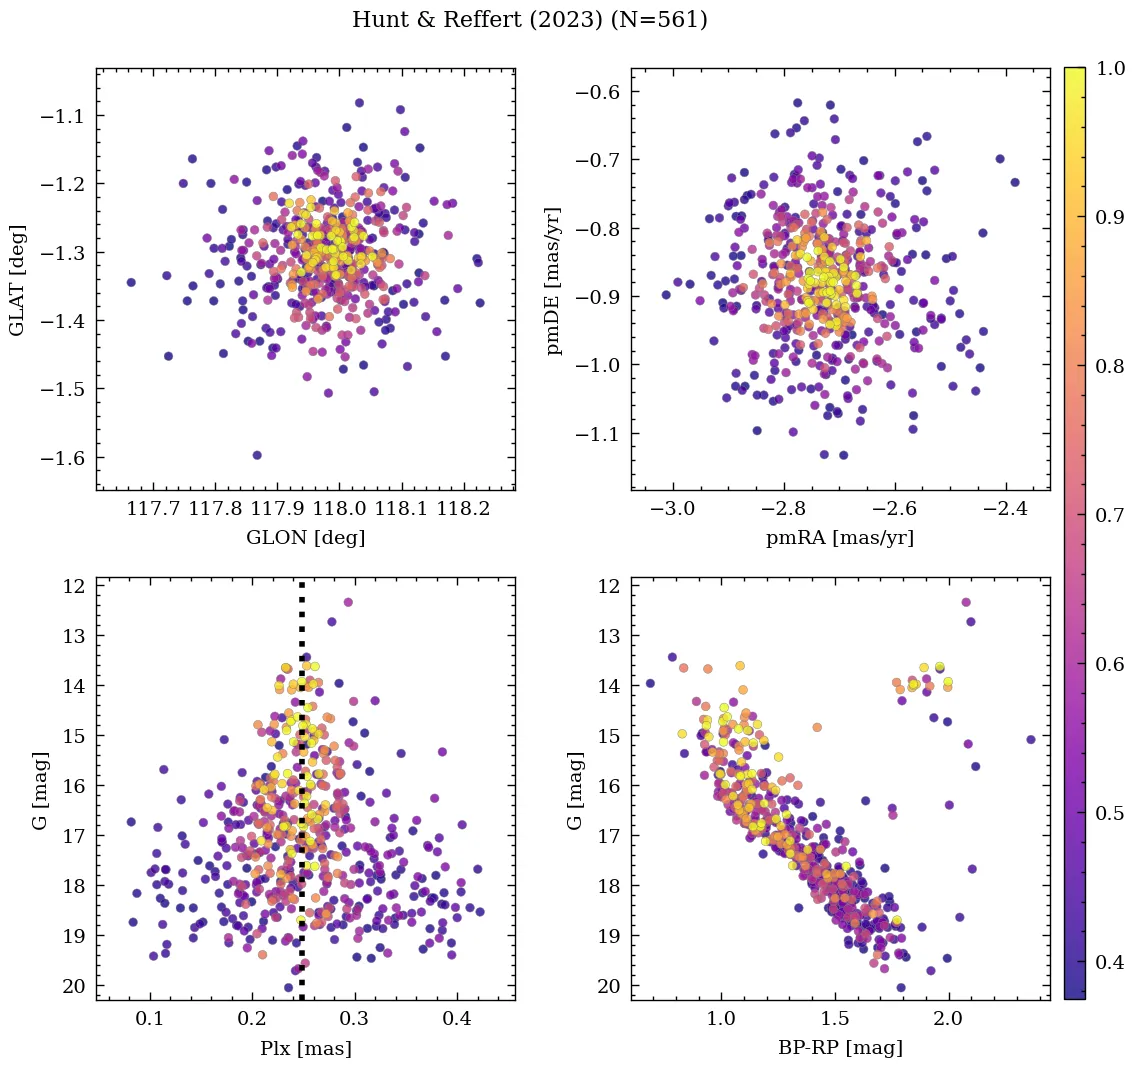 Hunt & Reffert (2023) (N=561)
−1.1
−1.2
−1.3
−1.4
−1.5
−1.6
GLAT [deg]
117.7 117.8 117.9 118.0 118.1 118.2
GLON [deg]
−0.6
−0.7
−0.8
−0.9
−1.0
−1.1
pmDE [mas/yr]
−3.0 −2.8 −2.6 −2.4
pmRA [mas/yr]
12
13
14
15
16
17
18
19
20
G [mag]
0.1 0.2 0.3 0.4
Plx [mas]
12
13
14
15
16
17
18
19
20
G [mag]
1.0 1.5 2.0
BP-RP [mag]
1.0
0.9
0.8
0.7
0.6
0.5
0.4